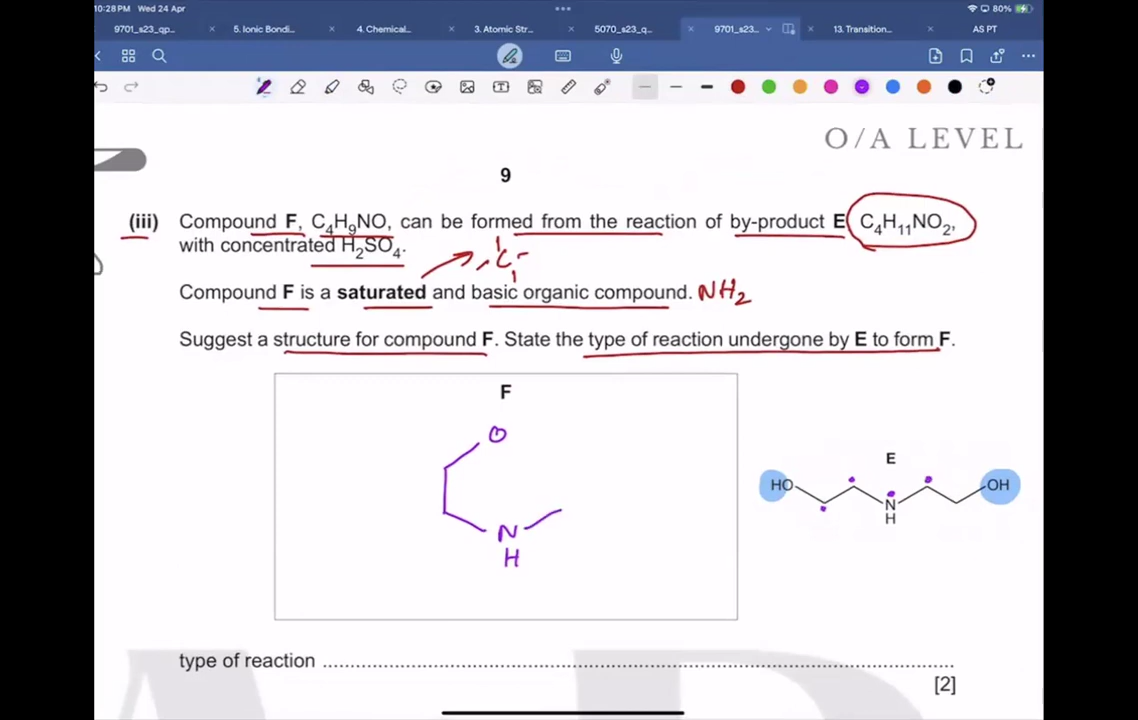 10:28 PM Wed 24 Apr
80%
9701_s23_qp...
5. Ionic Bondi...
4. Chemical...
3. Atomic Str...
5070_s23_q...
9701_s23...
13. Transition...
AS PT
O/A LEVEL
9
(iii) Compound F, C₄H₉NO, can be formed from the reaction of by-product E C₄H₁₁NO₂,
with concentrated H₂SO₄.
C
Compound F is a saturated and basic organic compound. NH₂
Suggest a structure for compound F. State the type of reaction undergone by E to form F.
F
O
N
H
E
HO
OH
N
H
type of reaction ..........................................................................................................
[2]